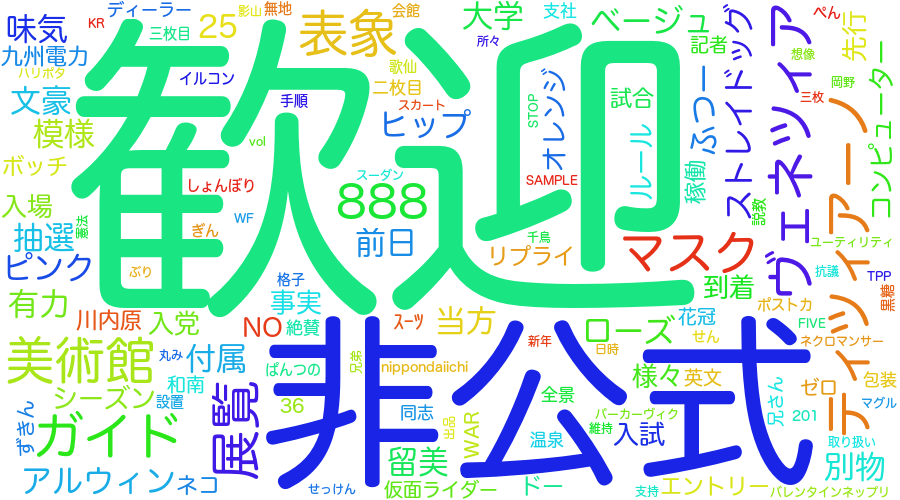 歓迎
非公式
ディーラー
KR
三枚目
25
影山
無地
会館
表象
大学
支社
ベージュ
ストレイドッグ
ヴェネツィア
ぺん
先行
味気
九州電力
ハリポタ
イルコン
歌仙
二枚目
所々
記者
想像
岡野
三枚
文豪
模様
手順
スカート
ヒップ
STOP
オレンジ
試合
ふつー
ティツィアーノ
コンピューター
ボッチ
vol
スーダン
ルール
稼働
しょんぼり
888
SAMPLE
説教
入場
憲法
WF
抽選
ぎん
前日
千鳥
リプライ
マスク
ユーティリティ
ピンク
ぶり
格子
到着
抗議
TPP
有力
事実
黒糖
川内原
入党
NO
絶賛
スーツ
当方
ローズ
花冠
ポストカ
FIVE
せん
新年
日時
ネクロマンサー
美術館
丸み
付属
ぱんつの
兄弟
nippondaiichi
様々
英文
ゼロ
包装
シーズン
和南
設置
展覧
36
同志
出品
WAR
全景
パーカーヴィク
維持
兄さん
201
マグル
ずきん
ガイド
留美
温泉
入試
取り扱い
別物
アルウィン
ネコ
せっけん
仮面ライダー
ドー
支持
エントリー
バレンタインネップリ